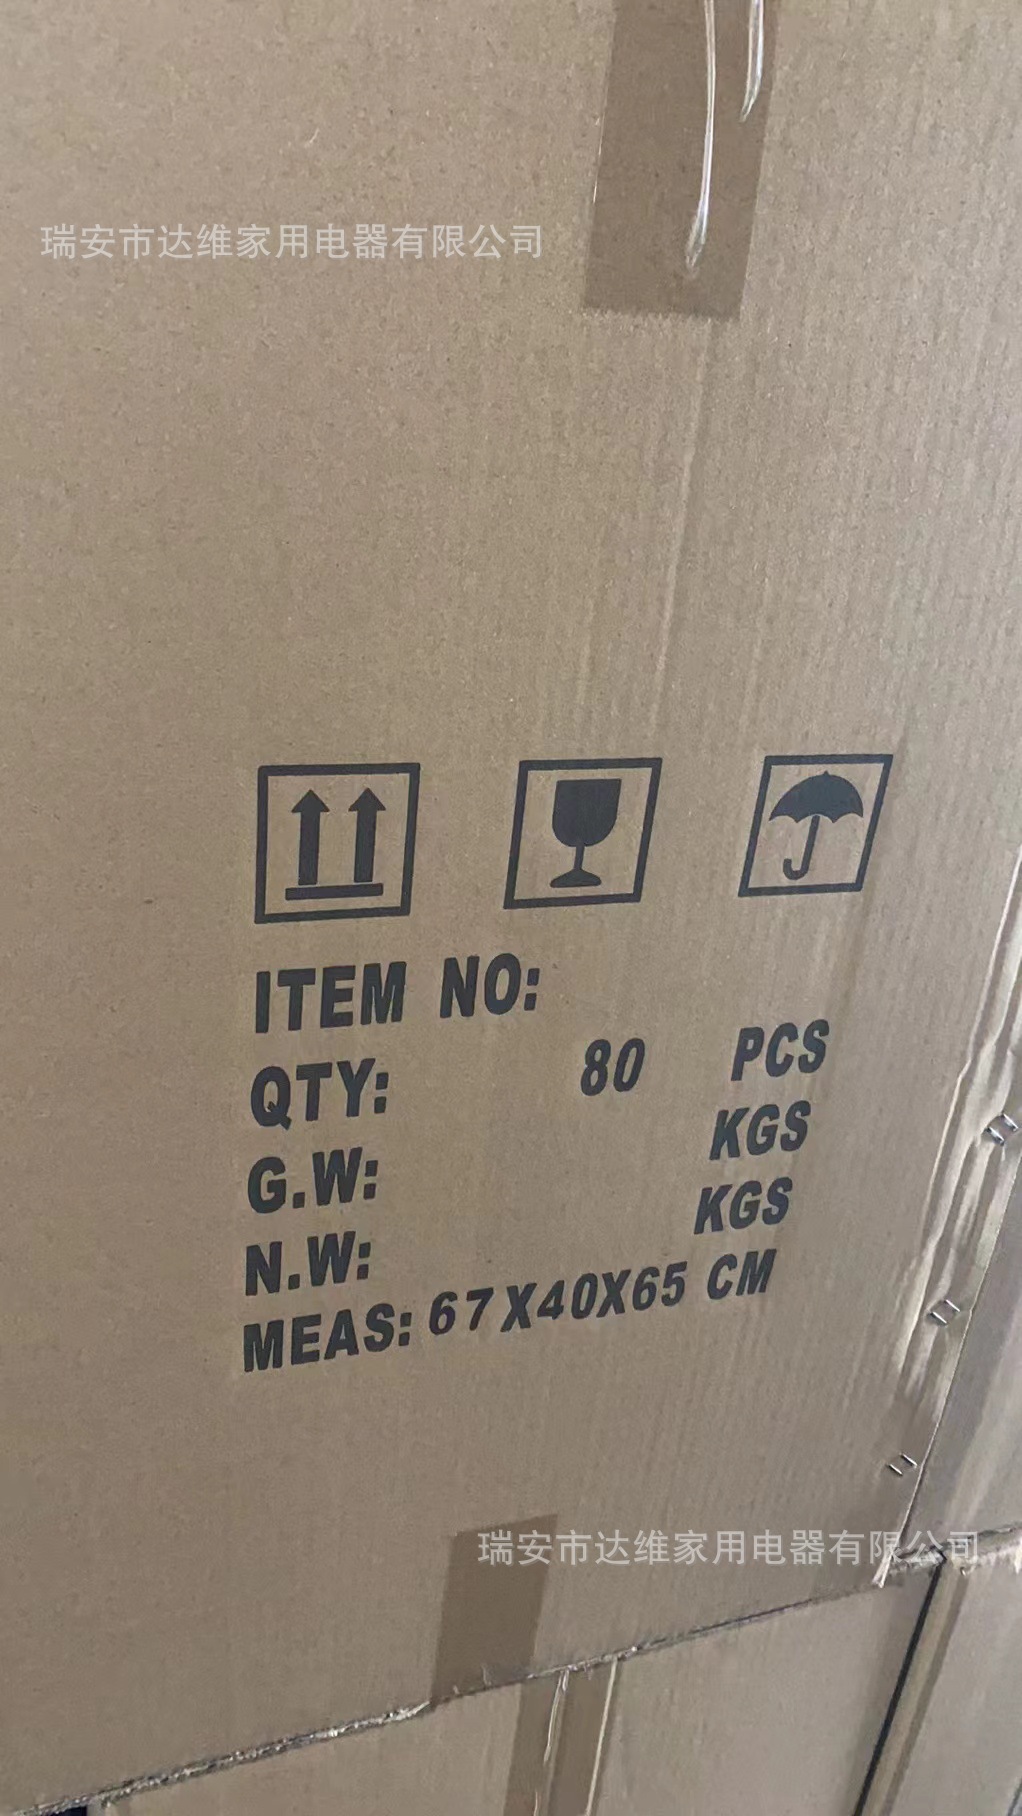 瑞安市达维家用电器有限公司
ITEM NO:
QTY: 80 PCS
G.W: KGS
N.W: KGS
MEAS: 67X40X65 CM
瑞安市达维家用电器有限公司